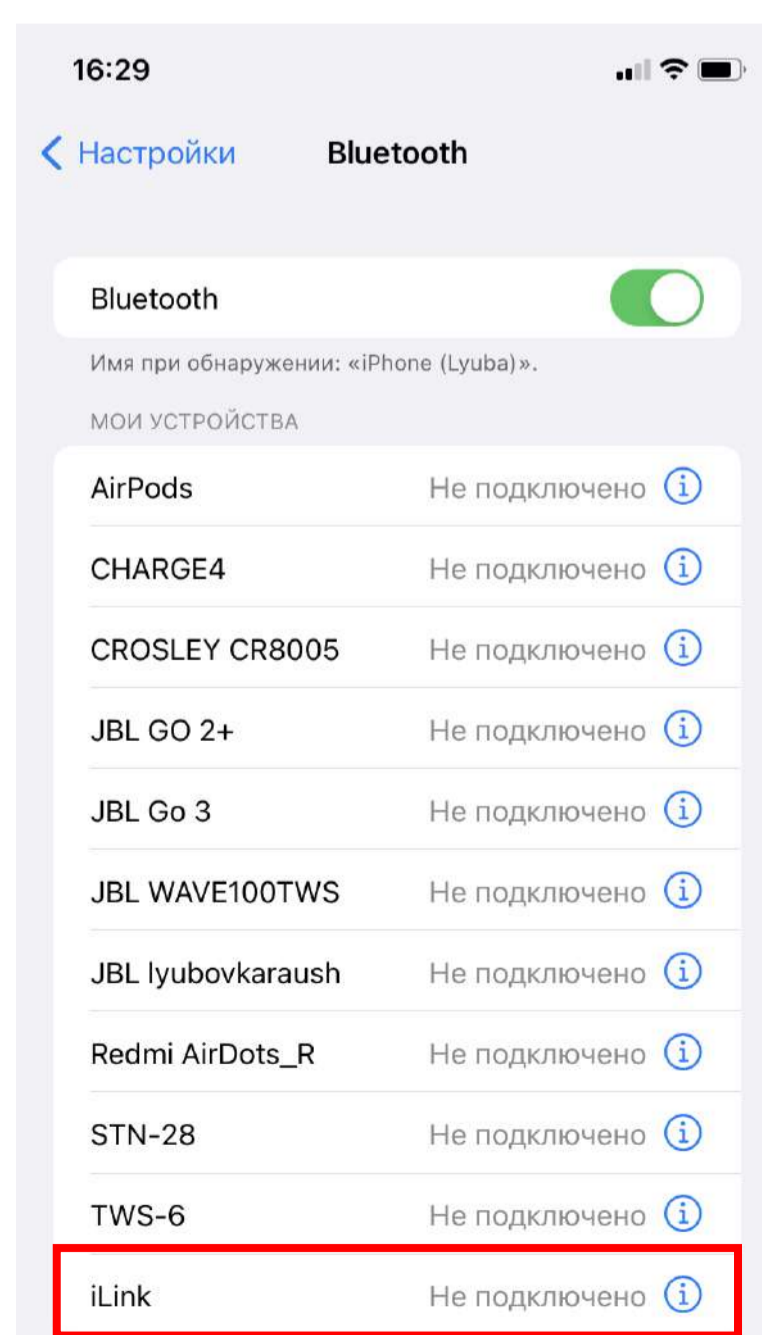 16:29
Настройки Bluetooth
Bluetooth
Имя при обнаружении: «iPhone (Lyuba)».
МОИ УСТРОЙСТВА
AirPods Не подключено
CHARGE4 Не подключено
CROSLEY CR8005 Не подключено
JBL GO 2+ Не подключено
JBL Go 3 Не подключено
JBL WAVE100TWS Не подключено
JBL lyubovkaraush Не подключено
Redmi AirDots_R Не подключено
STN-28 Не подключено
TWS-6 Не подключено
iLink Не подключено